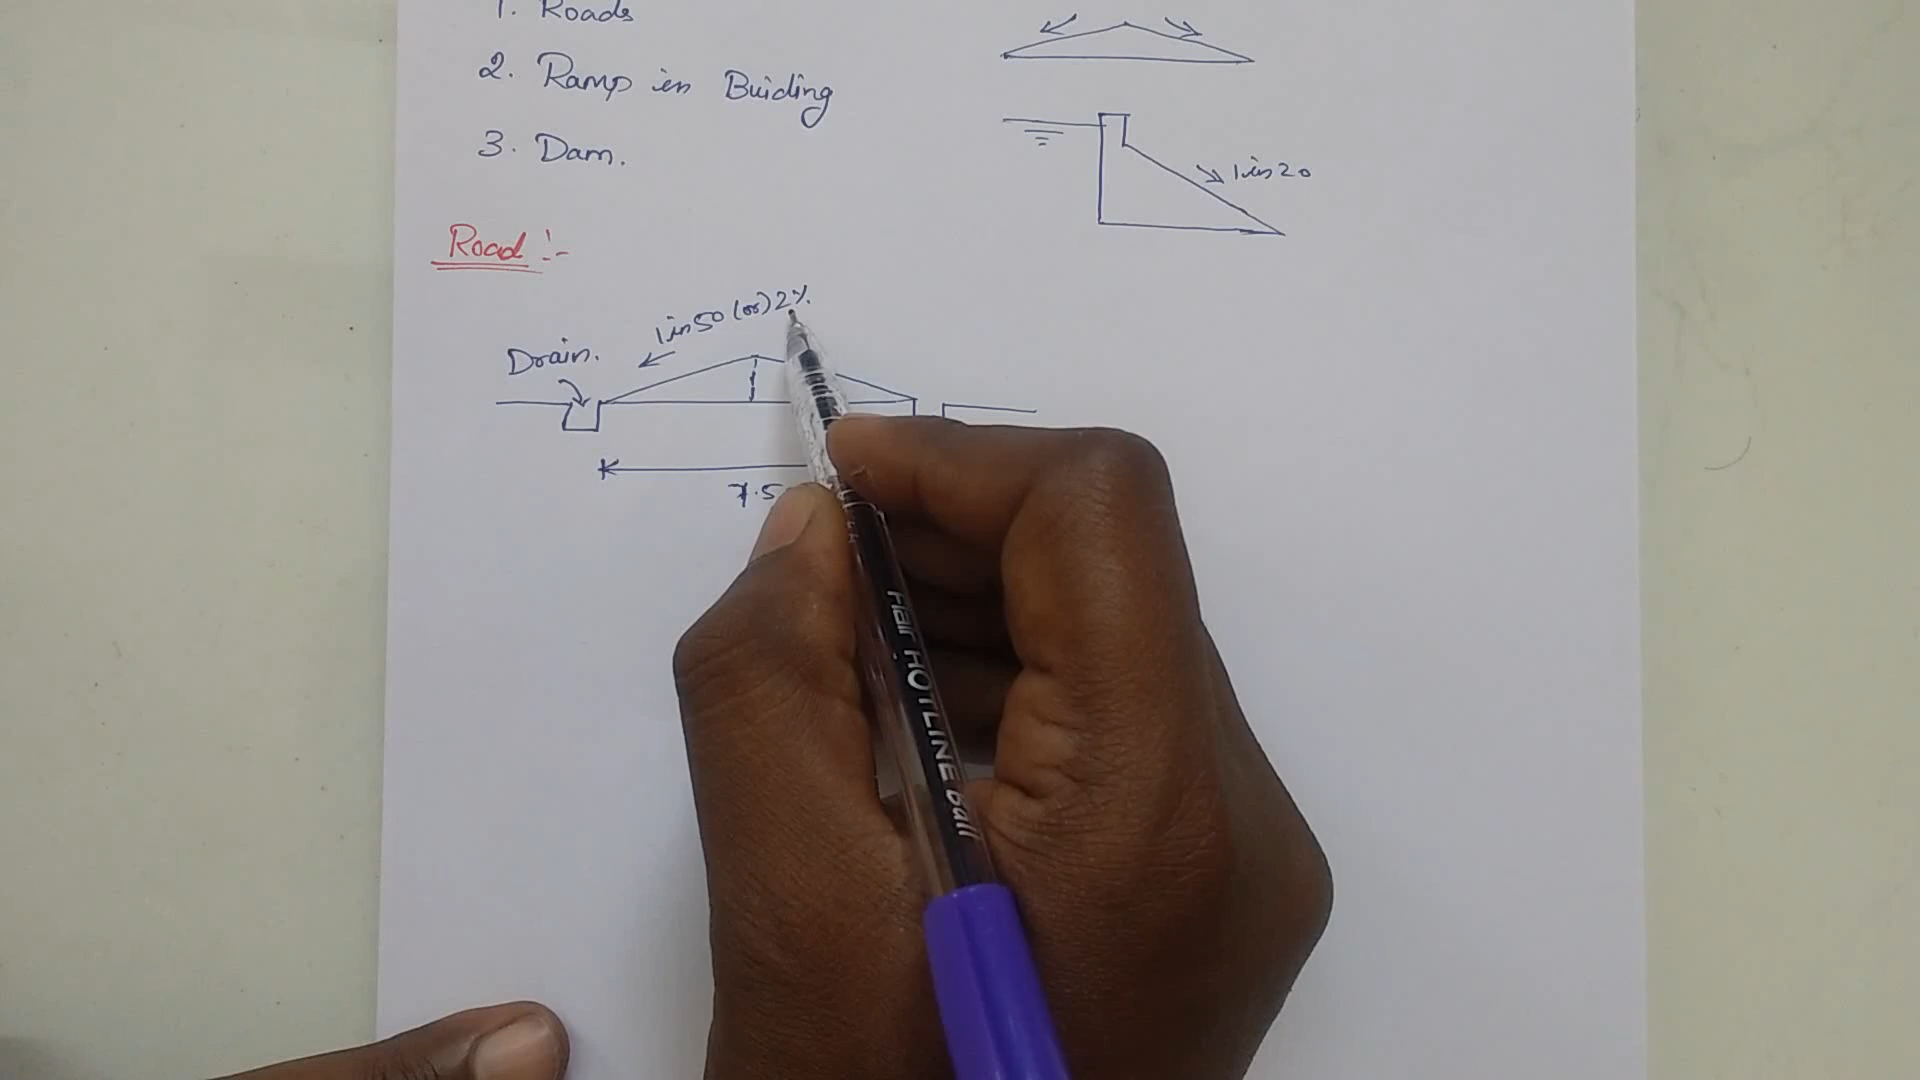 1. Roads
2. Ramp in Buiding
3. Dam.
1 in 20
Road :-
1 in 50 (or) 2%.
Drain.
7.5
Hair HOTLINE ball